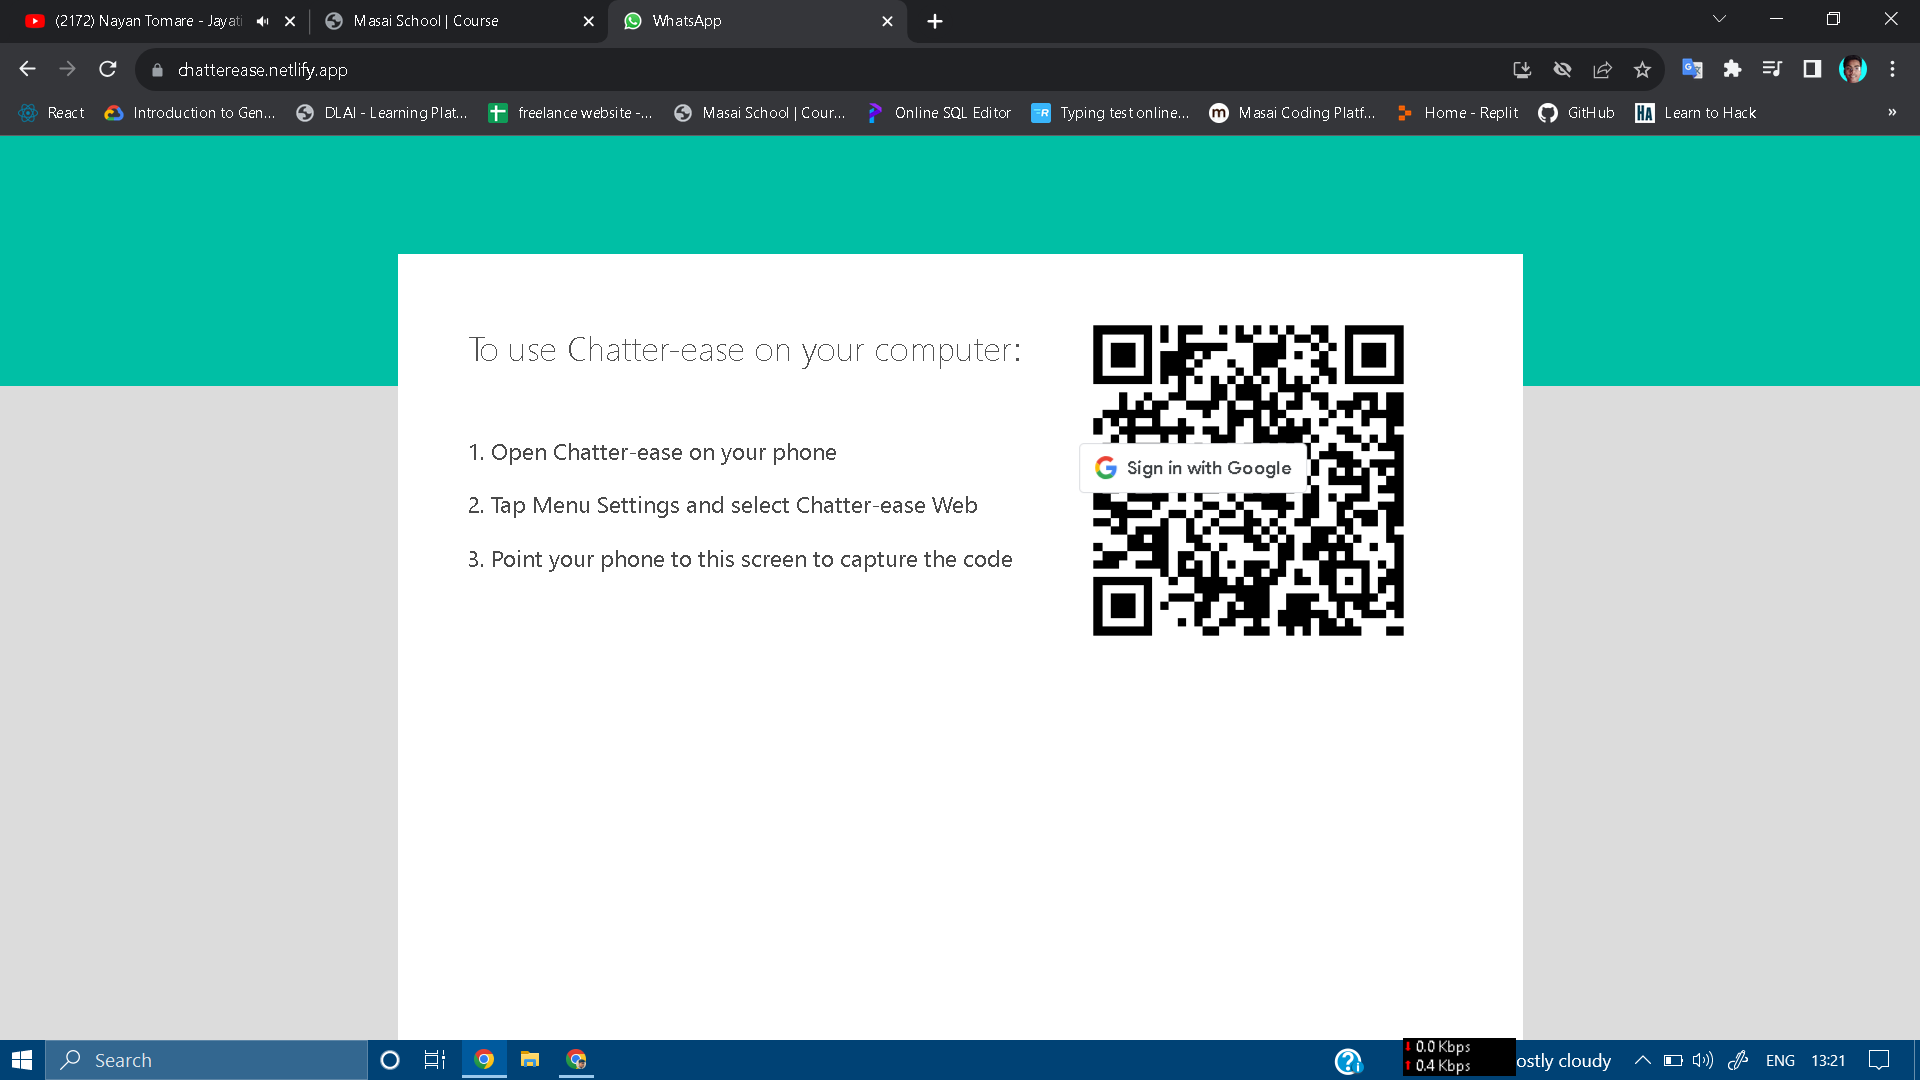 (2172) Nayan Tomare - Jayati
Masai School | Course
WhatsApp
chatterease.netlify.app
React
Introduction to Gen...
DLAI - Learning Plat...
freelance website -...
Masai School | Cour...
Online SQL Editor
Typing test online...
Masai Coding Platf...
Home - Replit
GitHub
HA
Learn to Hack
»
To use Chatter-ease on your computer:
1. Open Chatter-ease on your phone
2. Tap Menu Settings and select Chatter-ease Web
3. Point your phone to this screen to capture the code
Sign in with Google
Search
0.0 Kbps
0.4 Kbps
ostly cloudy
ENG
13:21